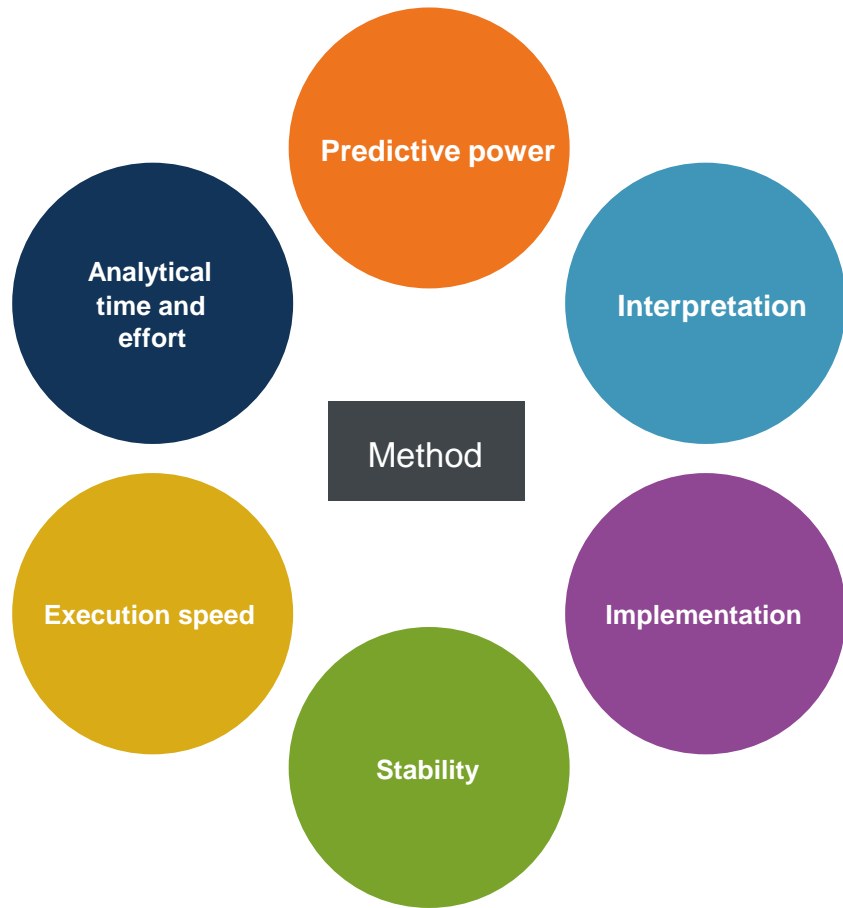 Predictive power
Analytical
time and
effort
Interpretation
Method
Execution speed
Implementation
Stability